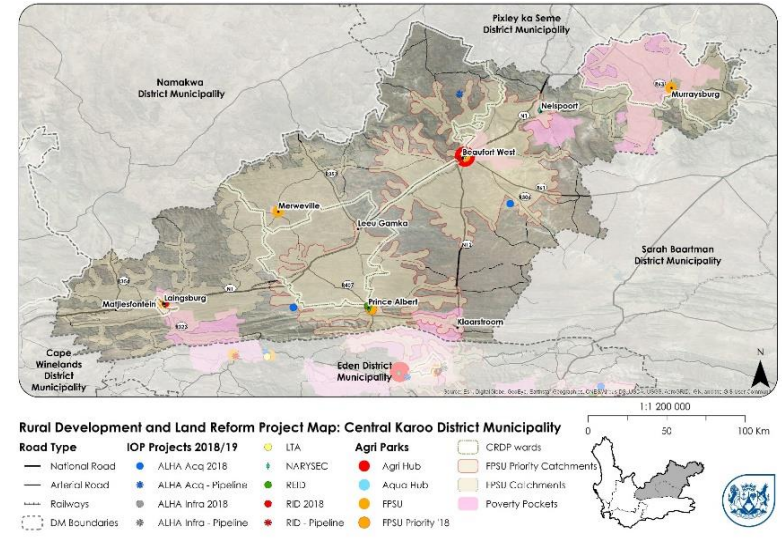 Pixley ka Seme
District Municipality
Namakwa
District Municipality
Murraysburg
Nelspoort
N1
Beaufort West
Merweville
Leeu Gamka
N12
Sarah Baartman
District Municipality
Matjiesfontein
Laingsburg
N1
R407
Prince Albert
R323
Klaarstroom
Cape
Winelands
District
Municipality
Eden District
Municipality
N
1:1 200 000
0 50 100 Km
Rural Development and Land Reform Project Map: Central Karoo District Municipality
Road Type
National Road
Arterial Road
Railways
DM Boundaries
IOP Projects 2018/19
ALHA Acq 2018
ALHA Acq - Pipeline
ALHA Infra 2018
ALHA Infra - Pipeline
LTA
NARYSEC
REID
RID 2018
RID - Pipeline
Agri Parks
Agri Hub
Aqua Hub
FPSU
FPSU Priority '18
CRDP wards
FPSU Priority Catchments
FPSU Catchments
Poverty Pockets